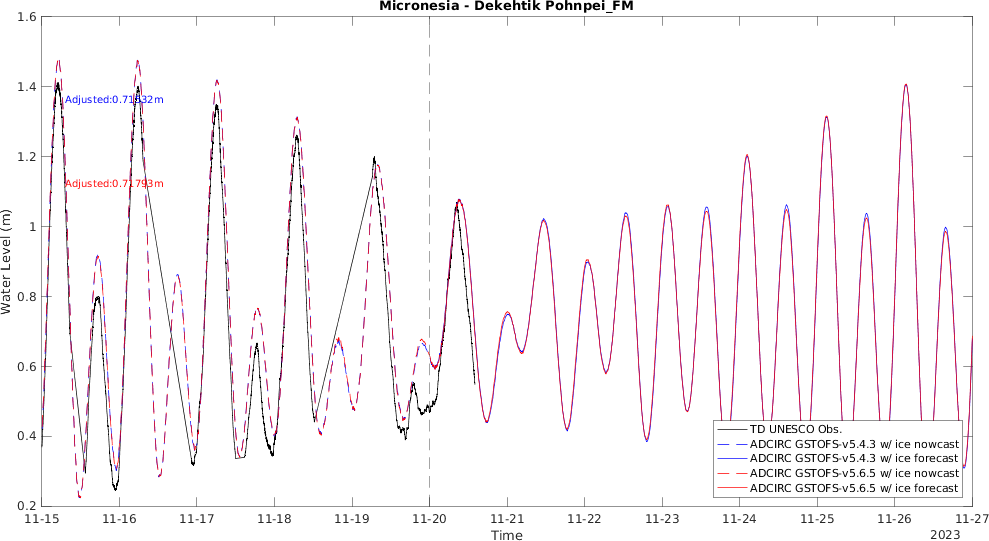 Micronesia - Dekehtik Pohnpei_FM
1.6
1.4
1.2
1
0.8
0.6
0.4
0.2
Water Level (m)
Adjusted:0.71832m
Adjusted:0.71793m
TD UNESCO Obs.
ADCIRC GSTOFS-v5.4.3 w/ ice nowcast
ADCIRC GSTOFS-v5.4.3 w/ ice forecast
ADCIRC GSTOFS-v5.6.5 w/ ice nowcast
ADCIRC GSTOFS-v5.6.5 w/ ice forecast
11-15 11-16 11-17 11-18 11-19 11-20 11-21 11-22 11-23 11-24 11-25 11-26 11-27
Time
2023